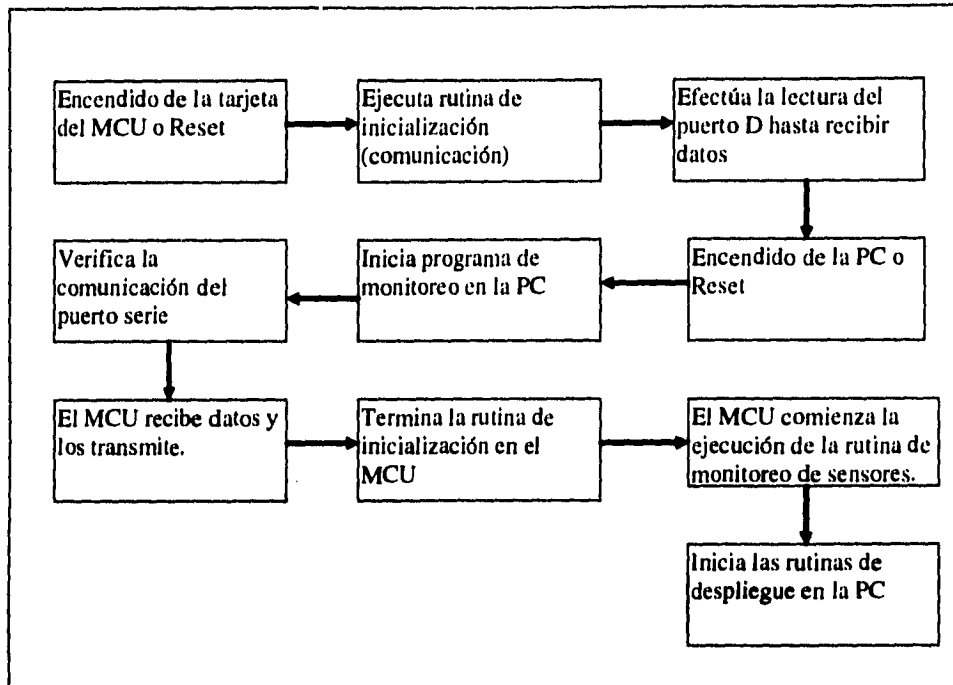 Encendido de la tarjeta
del MCU o Reset
Ejecuta rutina de
inicialización
(comunicación)
Efectúa la lectura del
puerto D hasta recibir
datos
Verifica la
comunicación del
puerto serie
Inicia programa de
monitoreo en la PC
Encendido de la PC o
Reset
El MCU recibe datos y
los transmite.
Termina la rutina de
inicialización en el
MCU
El MCU comienza la
ejecución de la rutina de
monitoreo de sensores.
Inicia las rutinas de
despliegue en la PC